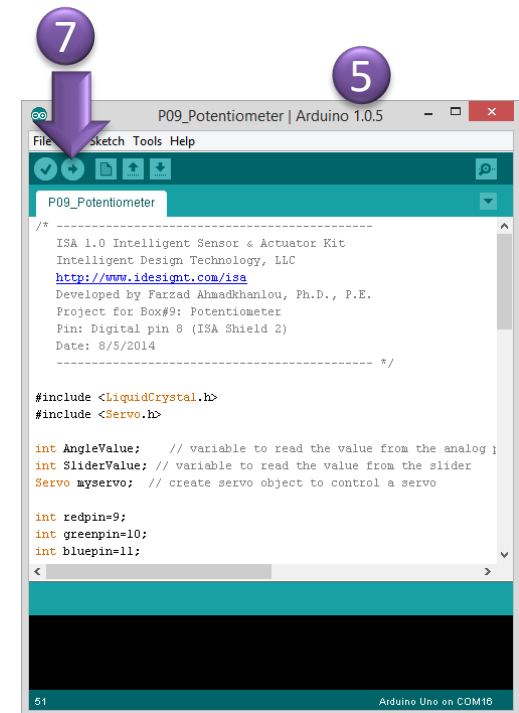 7
5
P09_Potentiometer | Arduino 1.0.5
File Sketch Tools Help
P09_Potentiometer
/* ----------------------------------------
ISA 1.0 Intelligent Sensor & Actuator Kit
Intelligent Design Technology, LLC
http://www.idesignt.com/isa
Developed by Farzad Ahmadkhanlou, Ph.D., P.E.
Project for Box#9: Potentiometer
Pin: Digital pin 8 (ISA Shield 2)
Date: 8/5/2014
---------------------------------------- */
#include <LiquidCrystal.h>
#include <Servo.h>
int AngleValue; // variable to read the value from the analog
int SliderValue; // variable to read the value from the slider
Servo myservo; // create servo object to control a servo
int redpin=9;
int greenpin=10;
int bluepin=11;
51 Arduino Uno on COM16